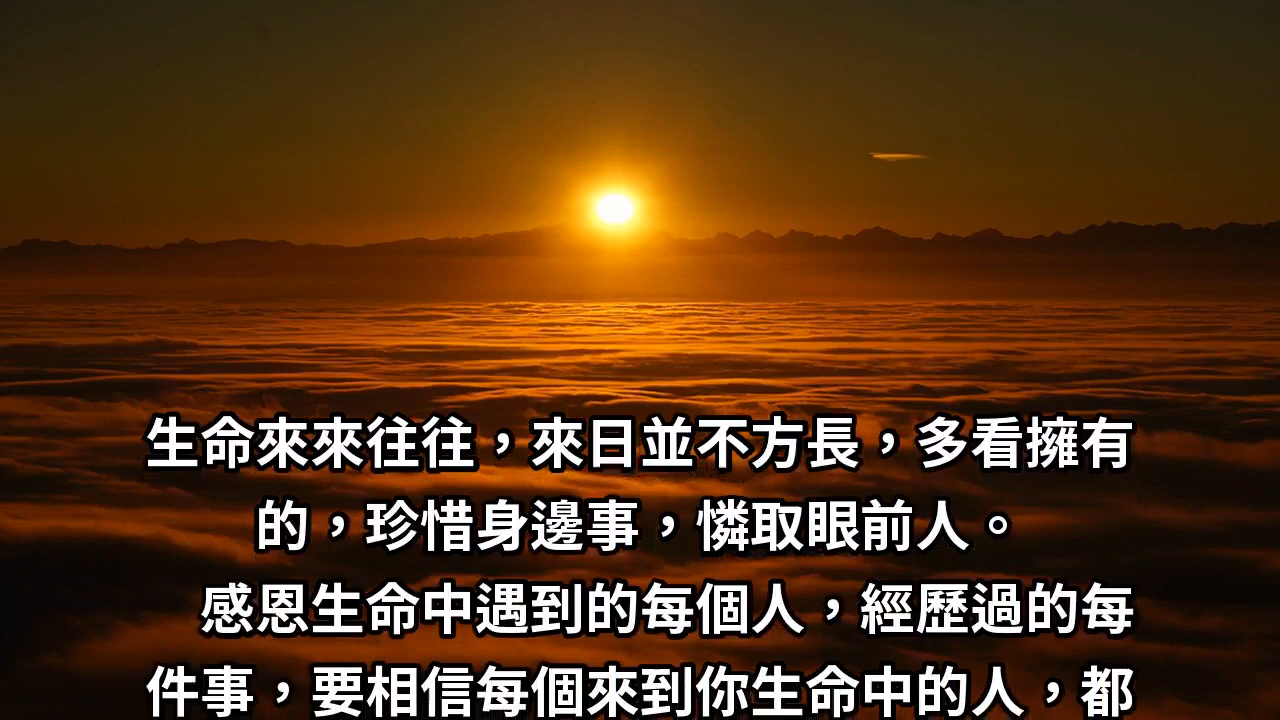 生命來來往往，來日並不方長，多看擁有
的，珍惜身邊事，憐取眼前人。
感恩生命中遇到的每個人，經歷過的每
件事，要相信每個來到你生命中的人，都